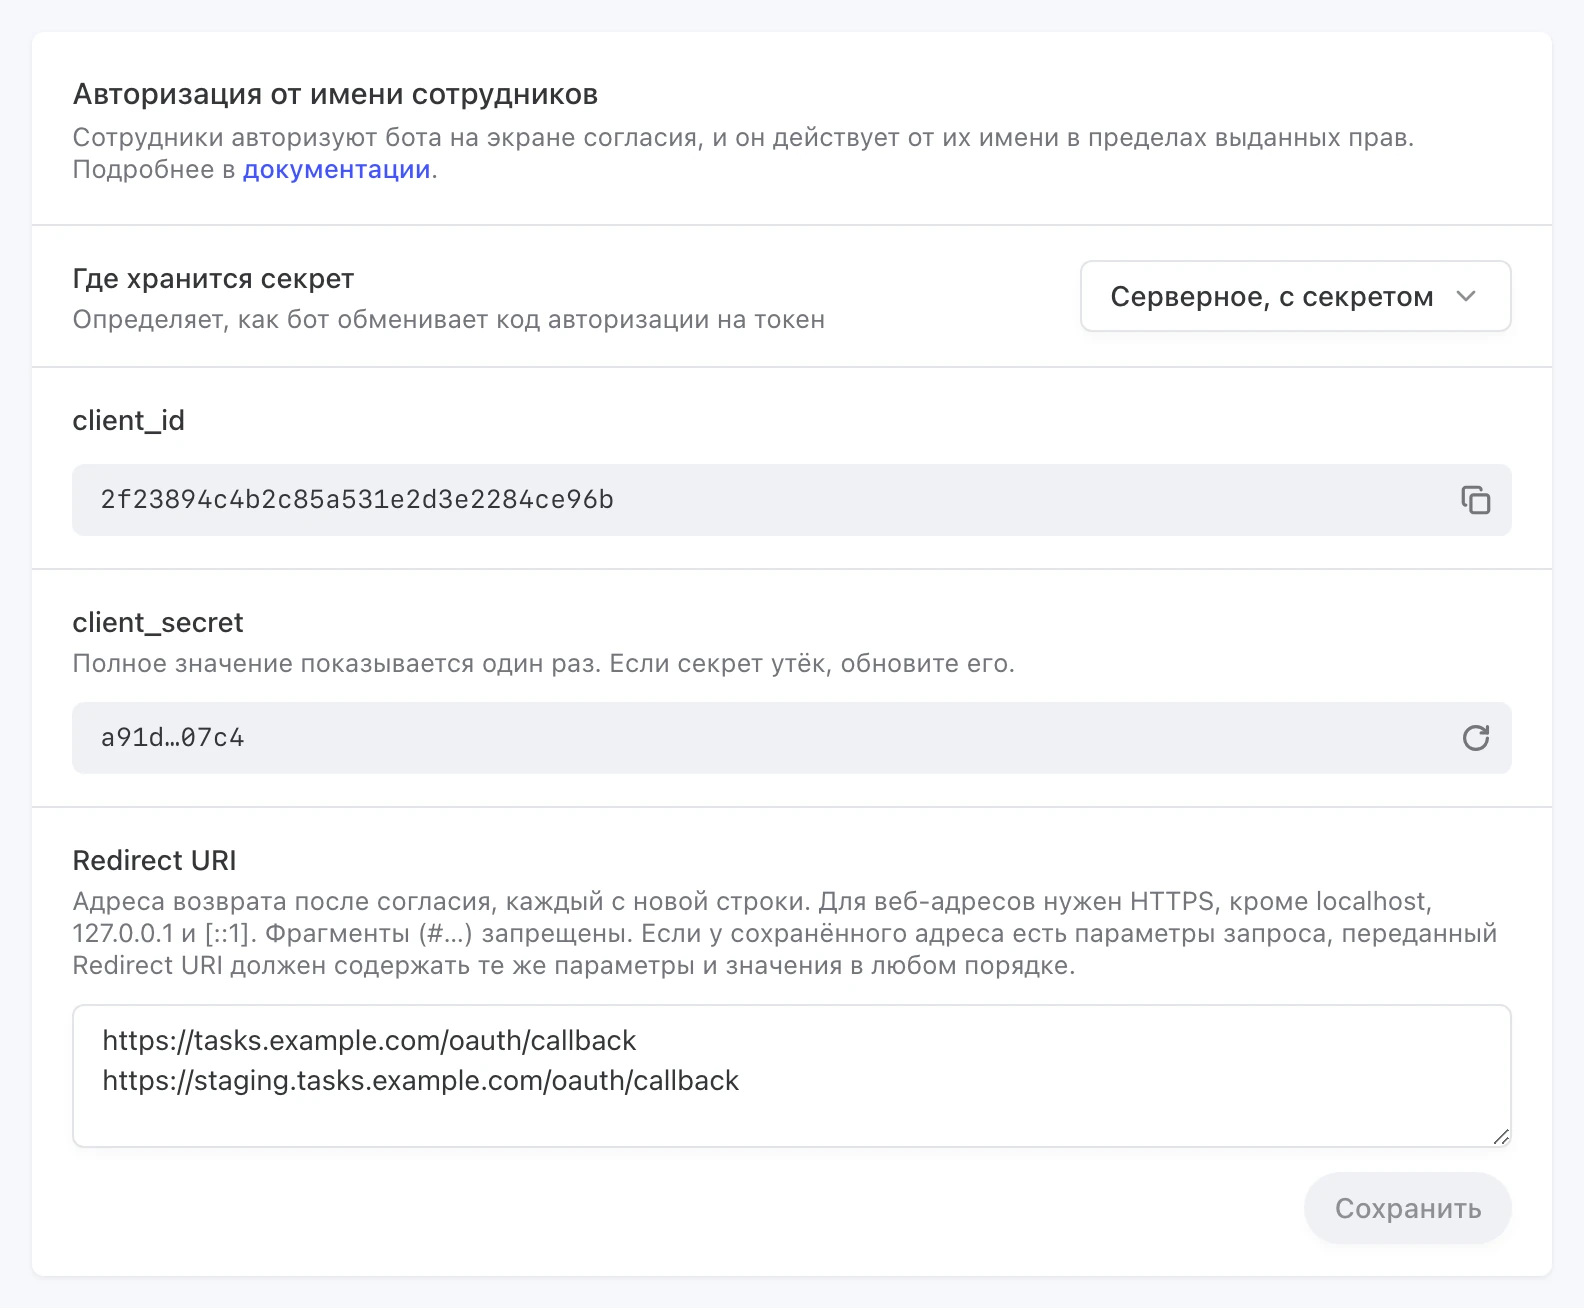 Авторизация от имени сотрудников
Сотрудники авторизуют бота на экране согласия, и он действует от их имени в пределах выданных прав.
Подробнее в документации.
Где хранится секрет
Определяет, как бот обменивает код авторизации на токен
Серверное, с секретом
client_id
2f23894c4b2c85a531e2d3e2284ce96b
client_secret
Полное значение показывается один раз. Если секрет утёк, обновите его.
a91d…07c4
Redirect URI
Адреса возврата после согласия, каждый с новой строки. Для веб-адресов нужен HTTPS, кроме localhost,
127.0.0.1 и [::1]. Фрагменты (#...) запрещены. Если у сохранённого адреса есть параметры запроса, переданный
Redirect URI должен содержать те же параметры и значения в любом порядке.
https://tasks.example.com/oauth/callback
https://staging.tasks.example.com/oauth/callback
Сохранить